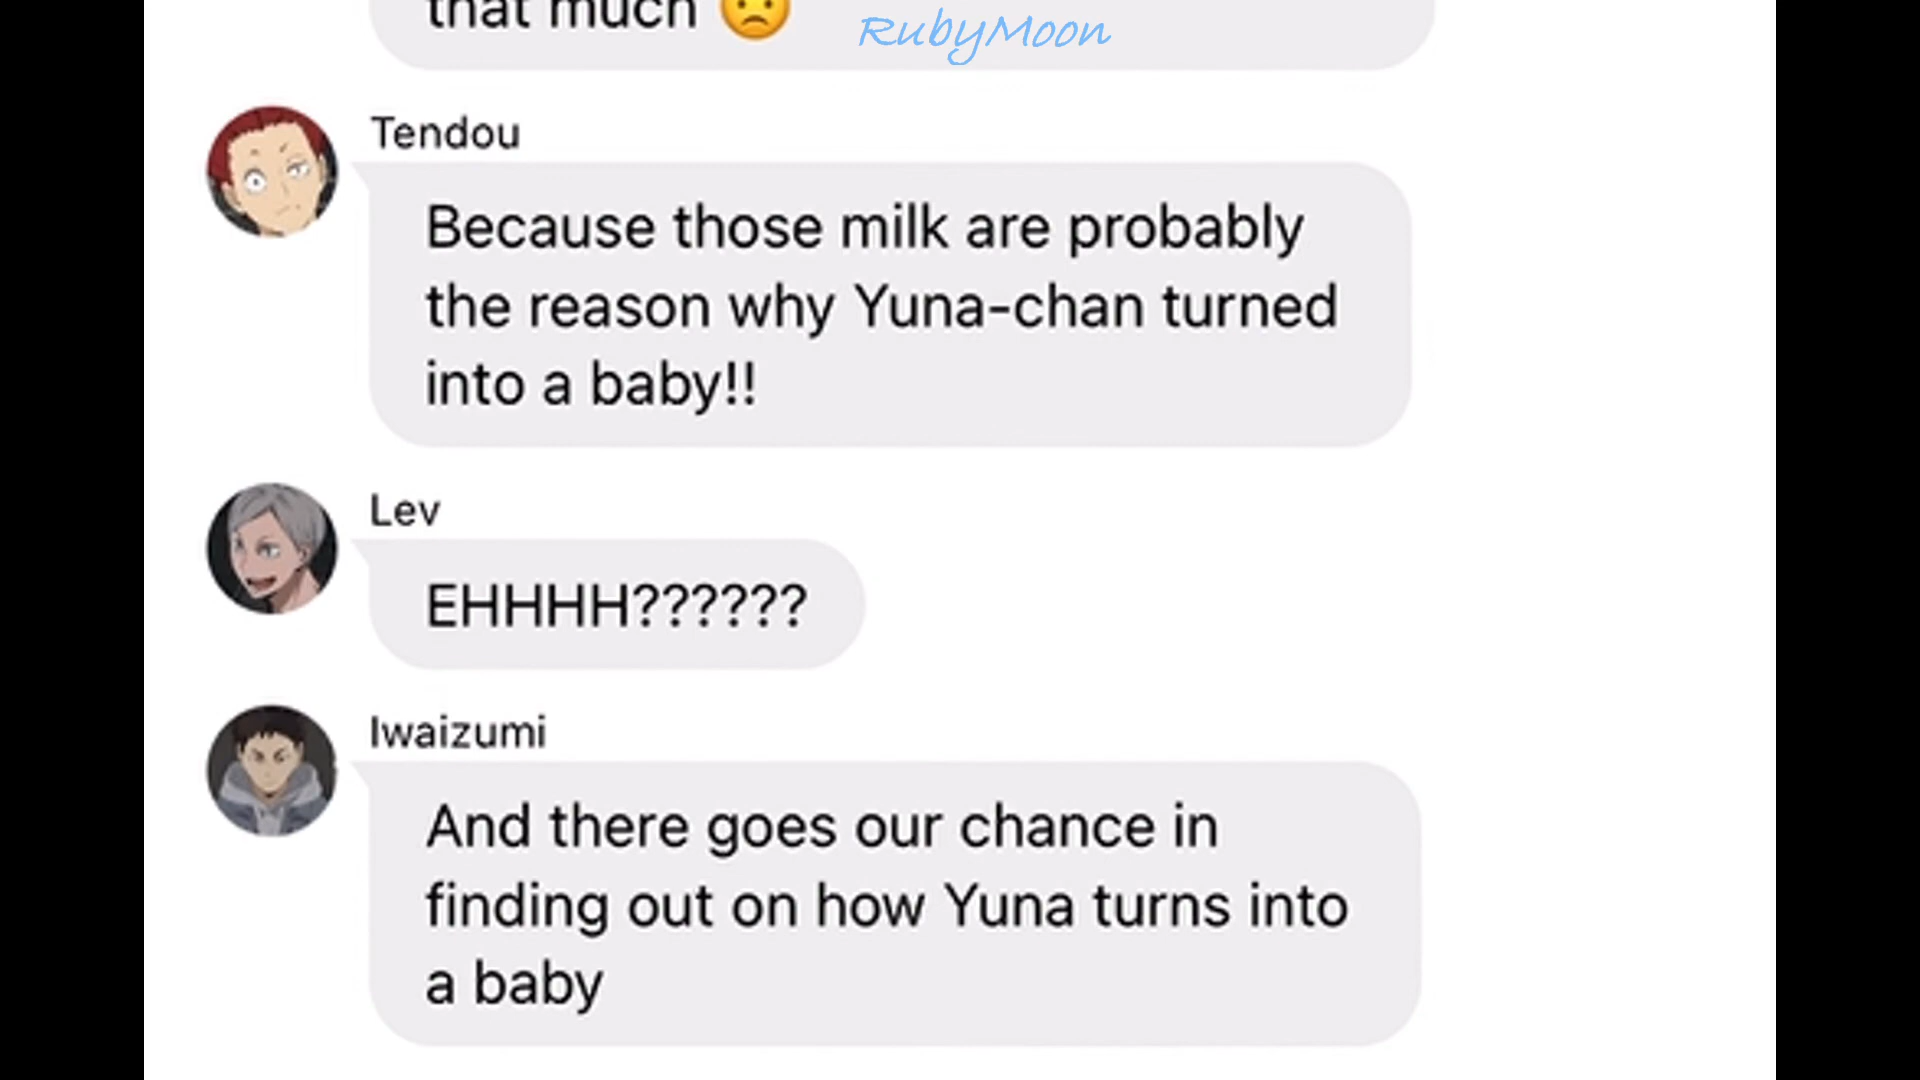 that much 😟
RubyMoon
Tendou
Because those milk are probably
the reason why Yuna-chan turned
into a baby!!
Lev
EHHHH??????
Iwaizumi
And there goes our chance in
finding out on how Yuna turns into
a baby